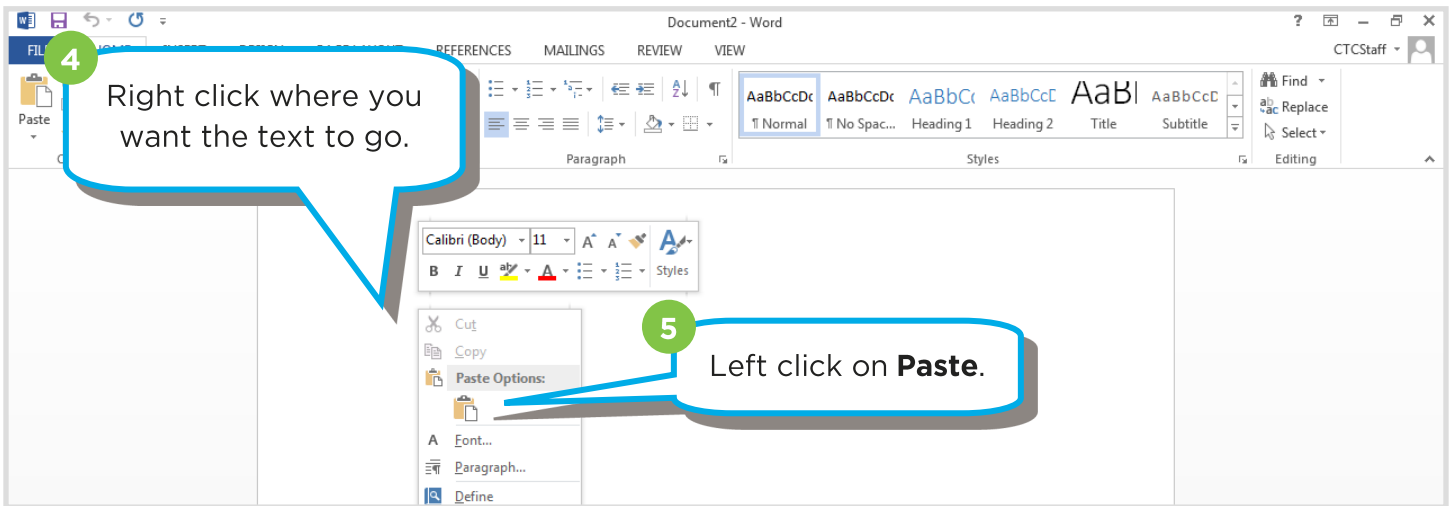 Document2 - Word
?
CTCStaff
REFERENCES MAILINGS REVIEW VIEW
4
Right click where you
want the text to go.
Paste
Paragraph
AaBbCcDc AaBbCcDc AaBbCc AaBbCcD AaB AaBbCcD
¶ Normal ¶ No Spac... Heading 1 Heading 2 Title Subtitle
Styles
Find
Replace
Select
Editing
Calibri (Body) 11 A A
B I U A Styles
Cut
Copy
Paste Options:
5
Left click on Paste.
A Font...
Paragraph...
Define